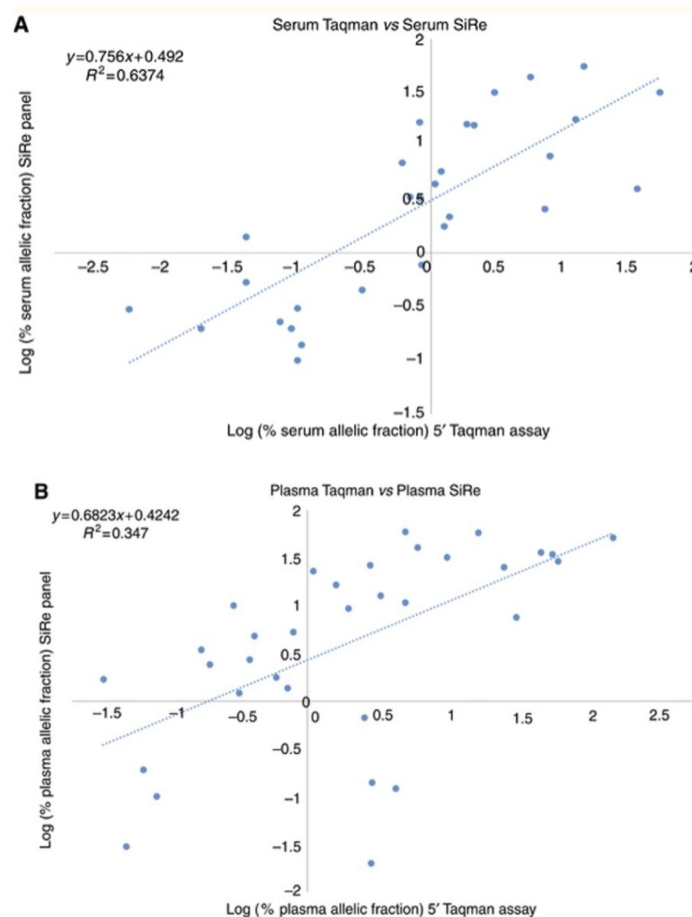 A
Serum Taqman vs Serum SiRe
y=0.756x+0.492
R²=0.6374
2
1.5
1
0.5
0
−2.5 −2 −1.5 −1 −0.5 0 0.5 1 1.5 2
−0.5
−1
−1.5
Log (% serum allelic fraction) SiRe panel
Log (% serum allelic fraction) 5′ Taqman assay
B
Plasma Taqman vs Plasma SiRe
y=0.6823x+0.4242
R²=0.347
2
1.5
1
0.5
0
−1.5 −1 −0.5 0 0.5 1 1.5 2 2.5
−0.5
−1
−1.5
−2
Log (% plasma allelic fraction) SiRe panel
Log (% plasma allelic fraction) 5′ Taqman assay